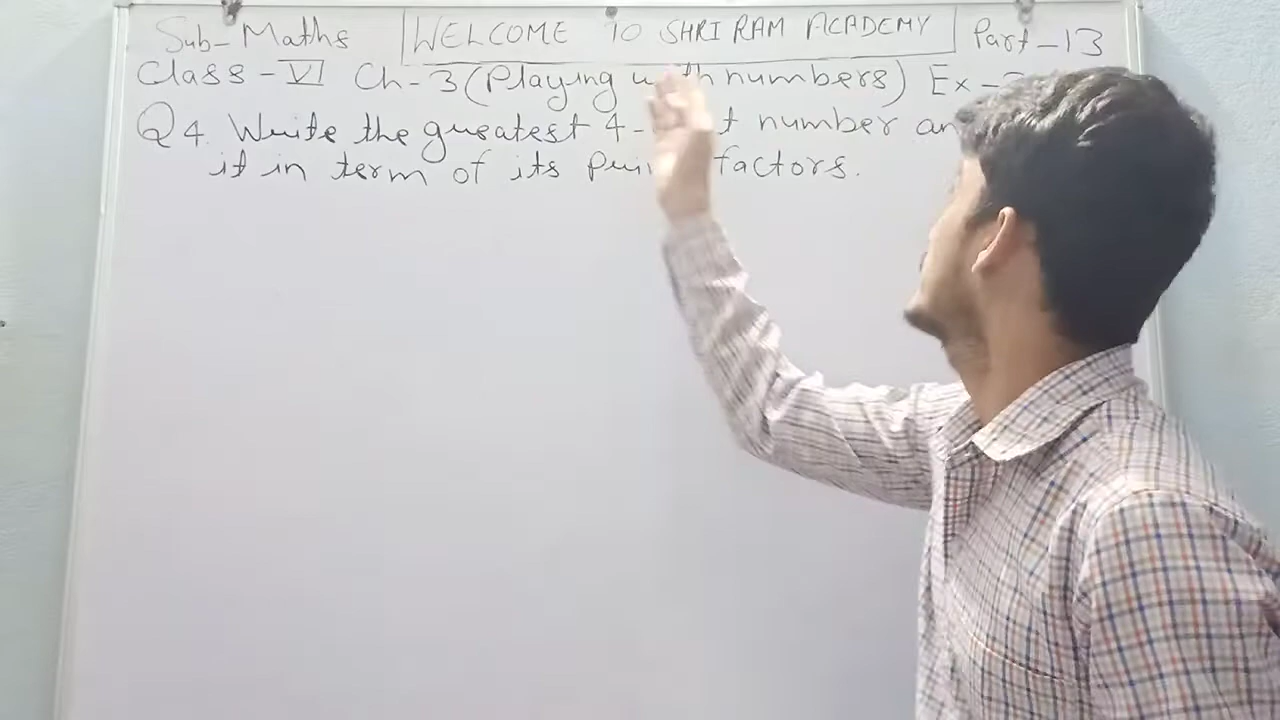 Sub-Maths WELCOME TO SHRI RAM ACADEMY Part-13
Class-VI Ch-3 (Playing with numbers) Ex-
Q4. Write the greatest 4- number
it in term of its factors.